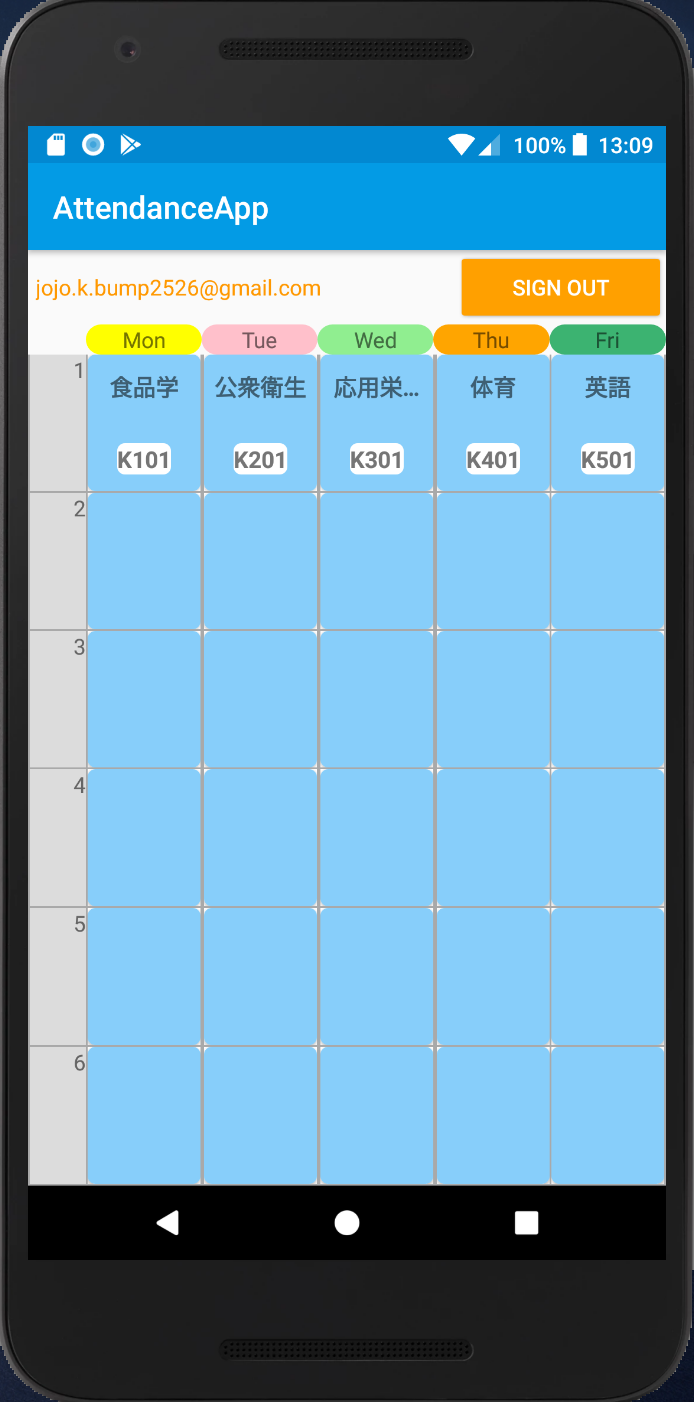 100% 13:09
AttendanceApp
jojo.k.bump2526@gmail.com SIGN OUT
Mon Tue Wed Thu Fri
1 食品学 公衆衛生 応用栄... 体育 英語
K101 K201 K301 K401 K501
2
3
4
5
6